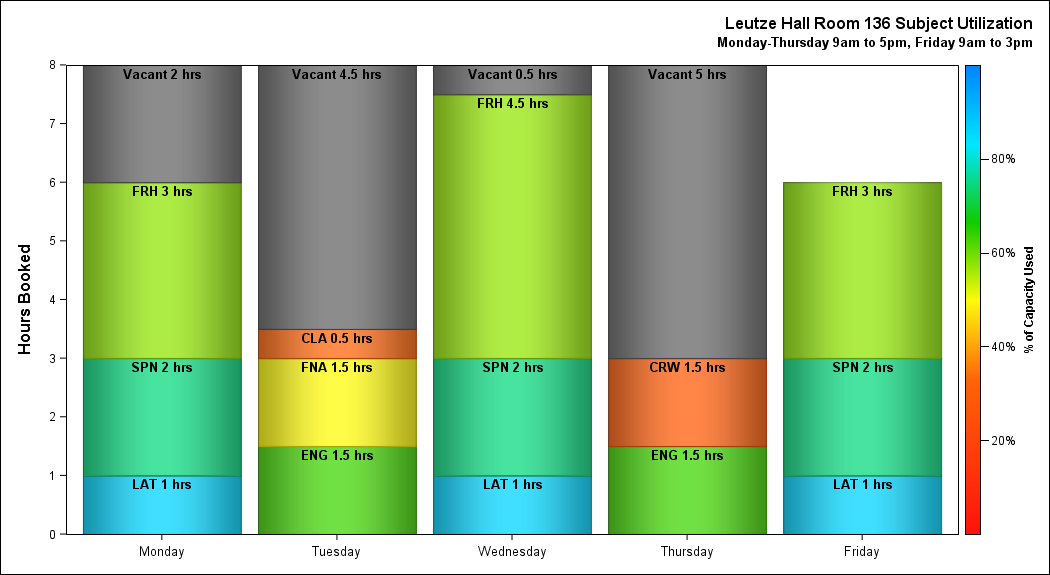 Leutze Hall Room 136 Subject Utilization
Monday-Thursday 9am to 5pm, Friday 9am to 3pm
Hours Booked
8
7
6
5
4
3
2
1
0
Vacant 2 hrs
FRH 3 hrs
SPN 2 hrs
LAT 1 hrs
Monday
Vacant 4.5 hrs
CLA 0.5 hrs
FNA 1.5 hrs
ENG 1.5 hrs
Tuesday
Vacant 0.5 hrs
FRH 4.5 hrs
SPN 2 hrs
LAT 1 hrs
Wednesday
Vacant 5 hrs
CRW 1.5 hrs
ENG 1.5 hrs
Thursday
FRH 3 hrs
SPN 2 hrs
LAT 1 hrs
Friday
80%
60%
40%
20%
% of Capacity Used